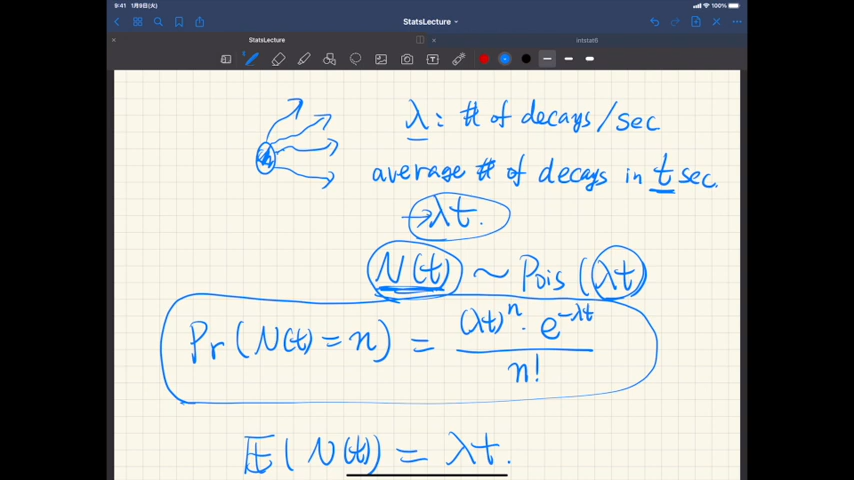 9:41 1月9日(火)
100%
StatsLecture
StatsLecture
intstat6
λ: # of decays/sec
average # of decays in t sec.
→λt.
N(t) ~ Pois (λt)
Pr(N(t)=n) = (λt)^n · e^-λt / n!
E(N(t)) = λt.